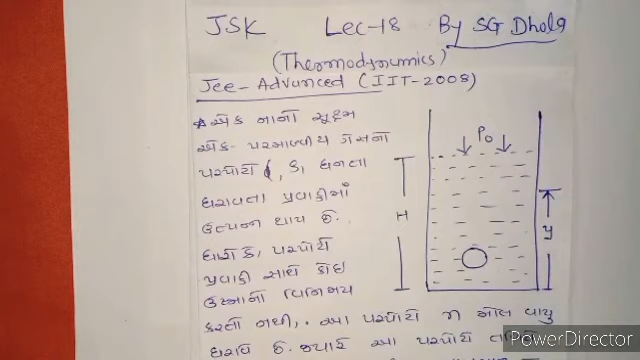 JSK Lec-18 By SG Dhola
(Thermodynamics)
Jee-Advanced (IIT-2008)
* એક નાનો સૂક્ષ્મ
એક-પરમાણ્વીય ગેસનો
પરપોટો ρ, કે ઘનતા
ધરાવતા પ્રવાહીમાં
ઉત્પન્ન થાય છે.
ધારો કે, પરપોટો
પ્રવાહી સાથે કોઇ
ઉષ્માનો વિનિમય
કરતો નથી, આ પરપોટો n મોલ વાયુ
ધરાવે છે. જ્યારે આ પરપોટો
P₀
H
y
PowerDirector